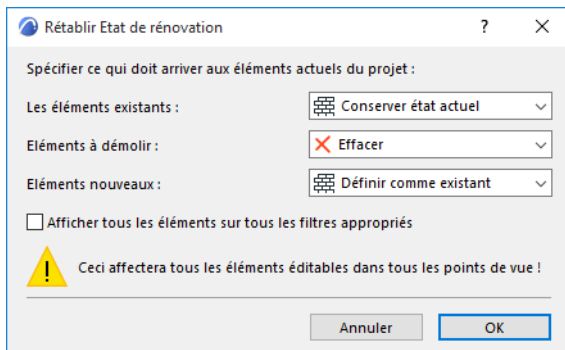 Rétablir Etat de rénovation ?
Spécifier ce qui doit arriver aux éléments actuels du projet :
Les éléments existants : Conserver état actuel
Eléments à démolir : Effacer
Eléments nouveaux : Définir comme existant
Afficher tous les éléments sur tous les filtres appropriés
Ceci affectera tous les éléments éditables dans tous les points de vue !
Annuler OK